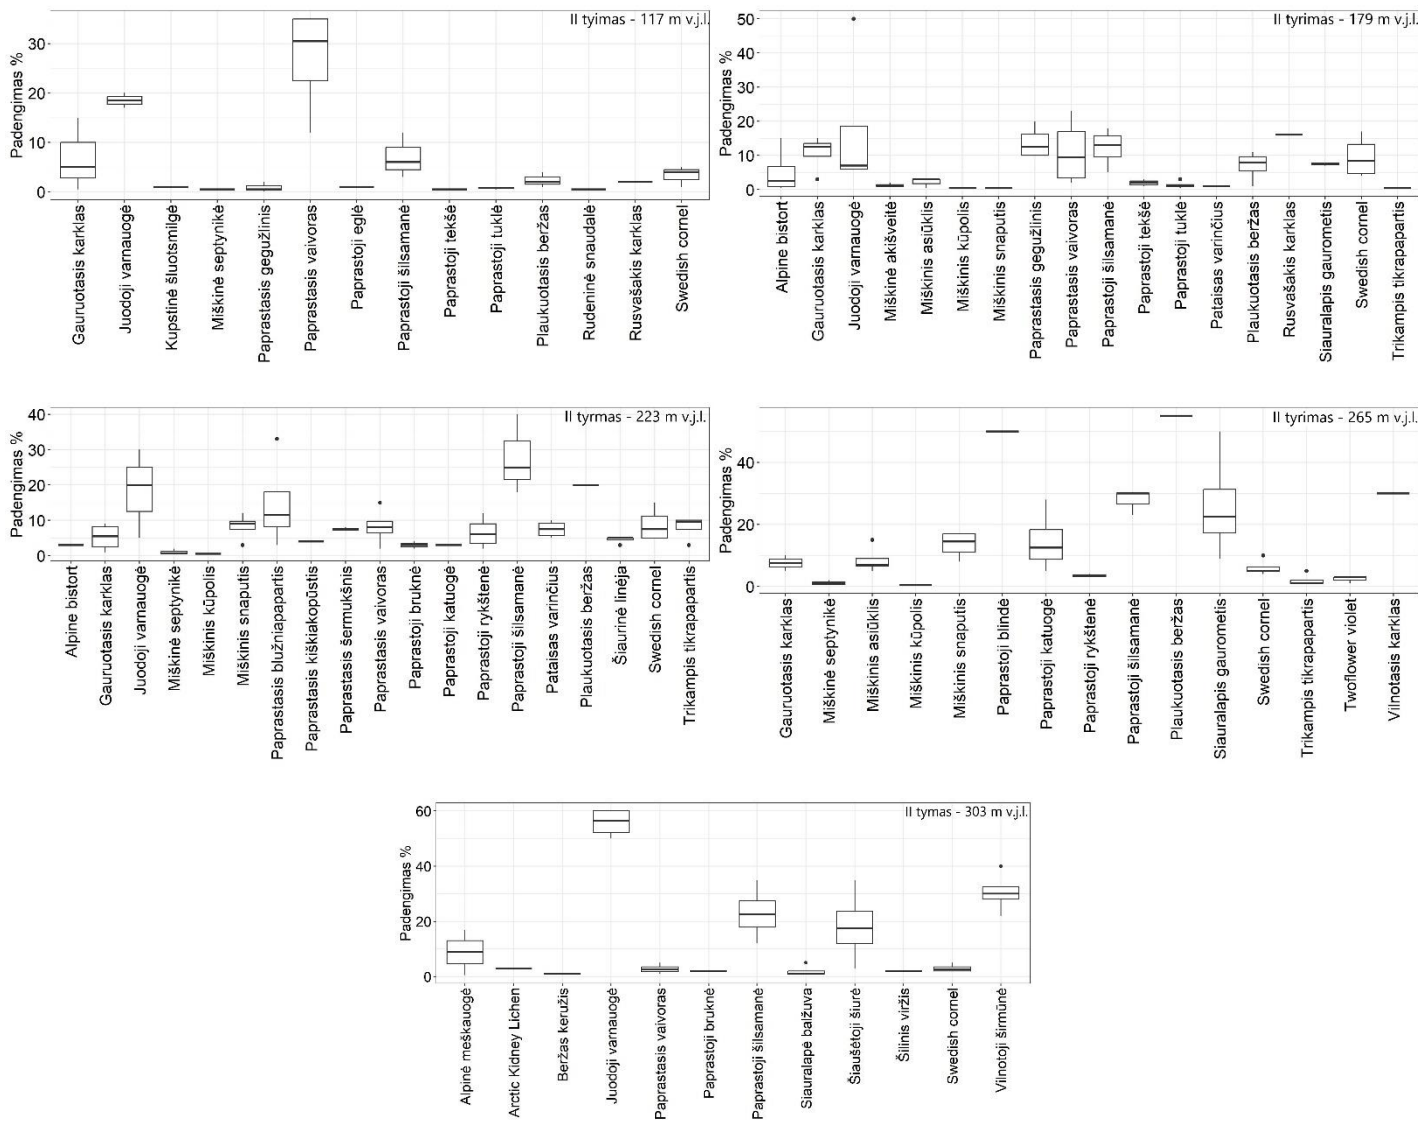 II tyimas - 117 m v.j.l.
Padengimas %
30
20
10
0
Gauruotasis karklas
Juodoji varnauogė
Kupstinė šluotsmilgė
Miškinė septynikė
Paprastasis gegužlinis
Paprastasis vaivoras
Paprastoji eglė
Paprastoji šilsamanė
Paprastoji tekšė
Paprastoji tuklė
Plaukuotasis beržas
Rudeninė snaudalė
Rusvašakis karklas
Swedish cornel
II tyrimas - 179 m v.j.l.
Padengimas %
50
40
30
20
10
0
Alpine bistort
Gauruotasis karklas
Juodoji varnauogė
Miškinė akišveitė
Miškinis asiūklis
Miškinis kūpolis
Miškinis snaputis
Paprastasis gegužlinis
Paprastasis vaivoras
Paprastoji šilsamanė
Paprastoji tekšė
Paprastoji tuklė
Pataisas varinčius
Plaukuotasis beržas
Rusvašakis karklas
Siauralapis gaurometis
Swedish cornel
Trikampis tikrapapartis
II tyrmas - 223 m v.j.l.
Padengimas %
40
30
20
10
0
Alpine bistort
Gauruotasis karklas
Juodoji varnauogė
Miškinė septynikė
Miškinis kūpolis
Miškinis snaputis
Paprastasis blužniapapartis
Paprastasis kiškiakopūstis
Paprastasis šermukšnis
Paprastasis vaivoras
Paprastoji bruknė
Paprastoji katuogė
Paprastoji rykštenė
Paprastoji šilsamanė
Pataisas varinčius
Plaukuotasis beržas
Šiaurinė linėja
Swedish cornel
Trikampis tikrapapartis
II tyrimas - 265 m v.j.l.
Padengimas %
40
20
0
Gauruotasis karklas
Miškinė septynikė
Miškinis asiūklis
Miškinis kūpolis
Miškinis snaputis
Paprastoji blindė
Paprastoji katuogė
Paprastoji rykštenė
Paprastoji šilsamanė
Plaukuotasis beržas
Siauralapis gaurometis
Swedish cornel
Trikampis tikrapapartis
Twoflower violet
Vilnotasis karklas
II tymas - 303 m v.j.l.
Padengimas %
60
40
20
0
Alpinė meškauogė
Arctic Kidney Lichen
Beržas keružis
Juodoji varnauogė
Paprastasis vaivoras
Paprastoji bruknė
Paprastoji šilsamanė
Siauralapė balžuva
Šiaušėtoji šiurė
Šilinis viržis
Swedish cornel
Vilnotoji širmūnė